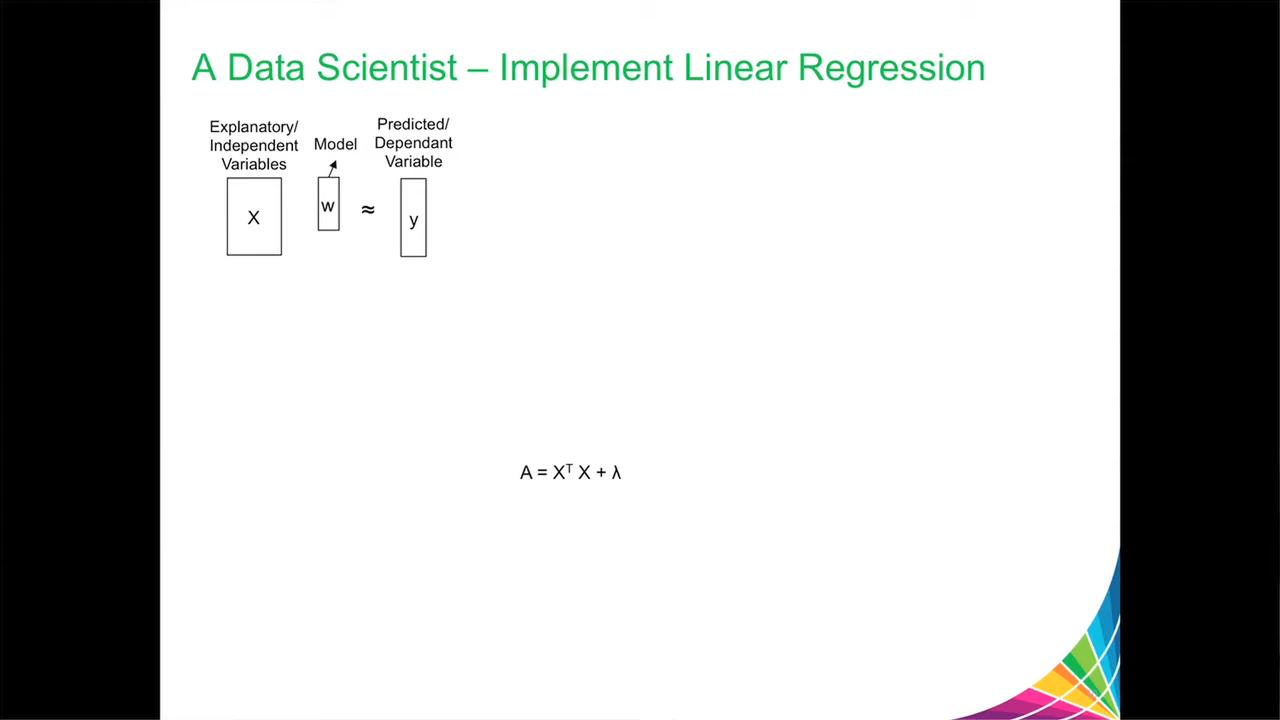 A Data Scientist – Implement Linear Regression
Explanatory/
Independent
Variables
Model
Predicted/
Dependant
Variable
X
w
≈
y
A = Xᵀ X + λ